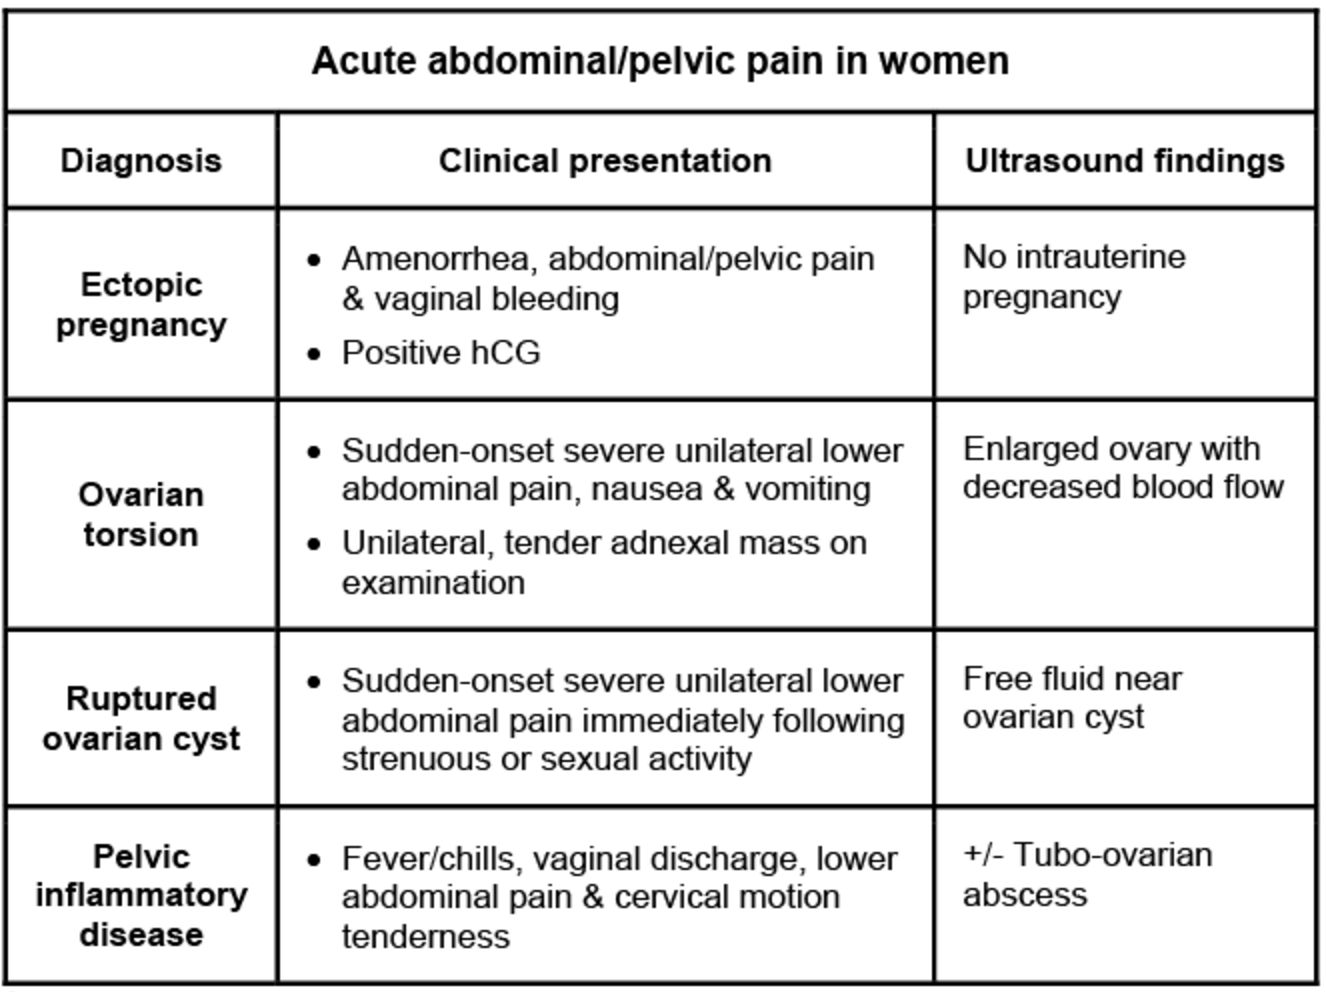 Acute abdominal/pelvic pain in women
Diagnosis
Clinical presentation
Ultrasound findings
Ectopic
pregnancy
• Amenorrhea, abdominal/pelvic pain
& vaginal bleeding
• Positive hCG
No intrauterine
pregnancy
Ovarian
torsion
• Sudden-onset severe unilateral lower
abdominal pain, nausea & vomiting
• Unilateral, tender adnexal mass on
examination
Enlarged ovary with
decreased blood flow
Ruptured
ovarian cyst
• Sudden-onset severe unilateral lower
abdominal pain immediately following
strenuous or sexual activity
Free fluid near
ovarian cyst
Pelvic
inflammatory
disease
• Fever/chills, vaginal discharge, lower
abdominal pain & cervical motion
tenderness
+/- Tubo-ovarian
abscess